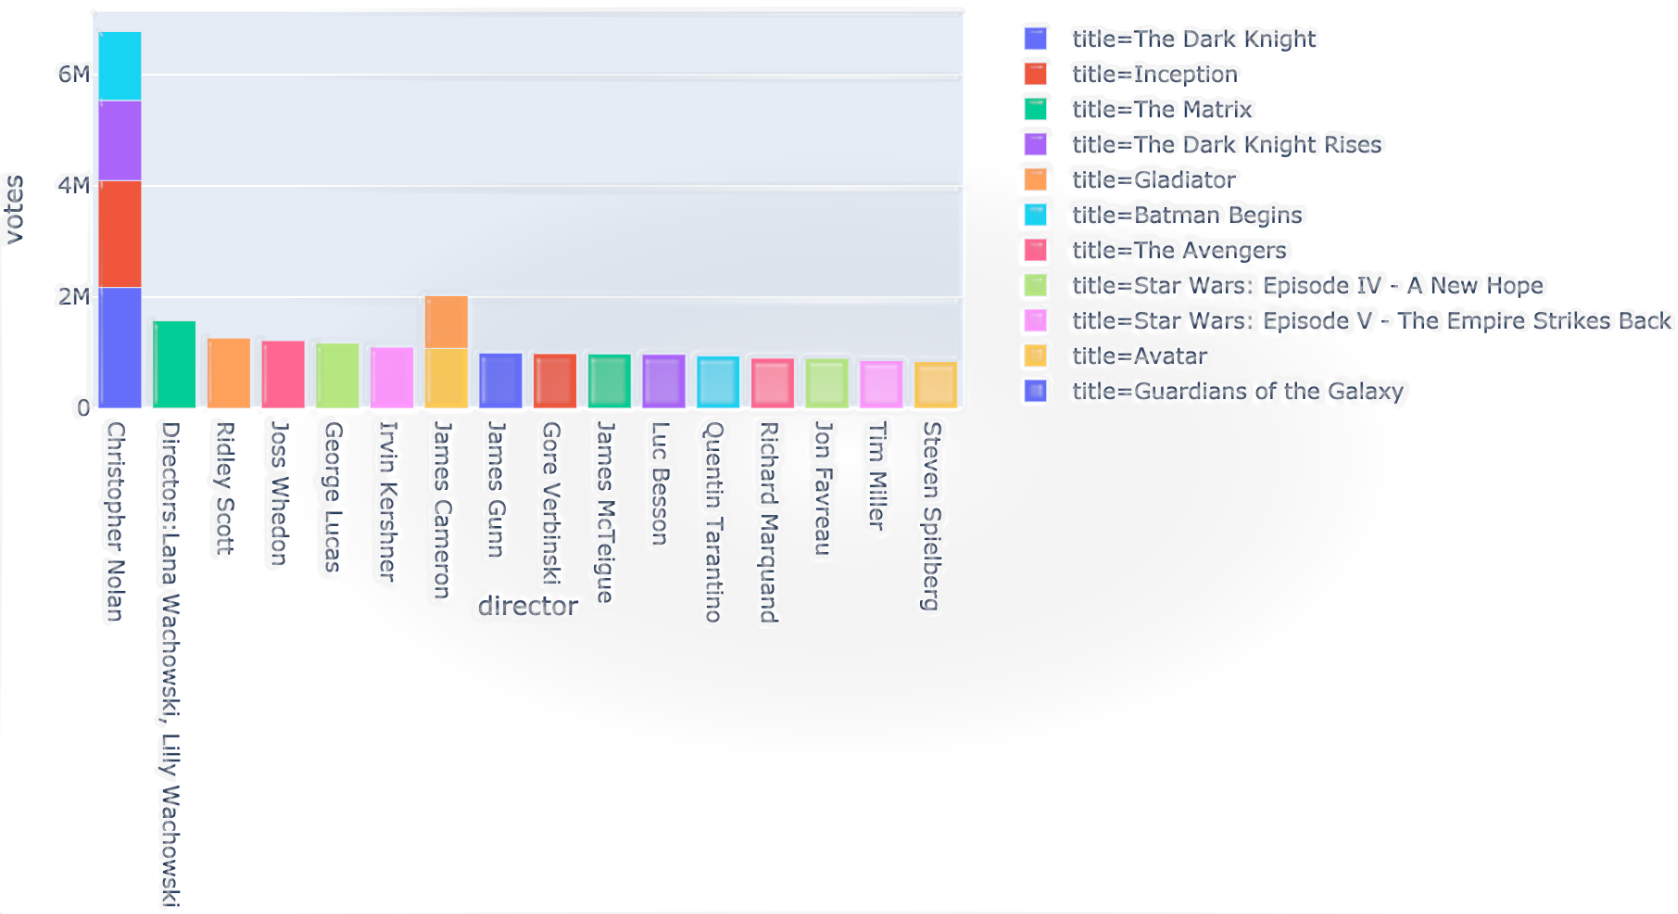 votes
6M
4M
2M
0
Christopher Nolan
Directors:Lana Wachowski, Lilly Wachowski
Ridley Scott
Joss Whedon
George Lucas
Irvin Kershner
James Cameron
James Gunn
Gore Verbinski
James McTeigue
Luc Besson
Quentin Tarantino
Richard Marquand
Jon Favreau
Tim Miller
Steven Spielberg
director
title=The Dark Knight
title=Inception
title=The Matrix
title=The Dark Knight Rises
title=Gladiator
title=Batman Begins
title=The Avengers
title=Star Wars: Episode IV - A New Hope
title=Star Wars: Episode V - The Empire Strikes Back
title=Avatar
title=Guardians of the Galaxy